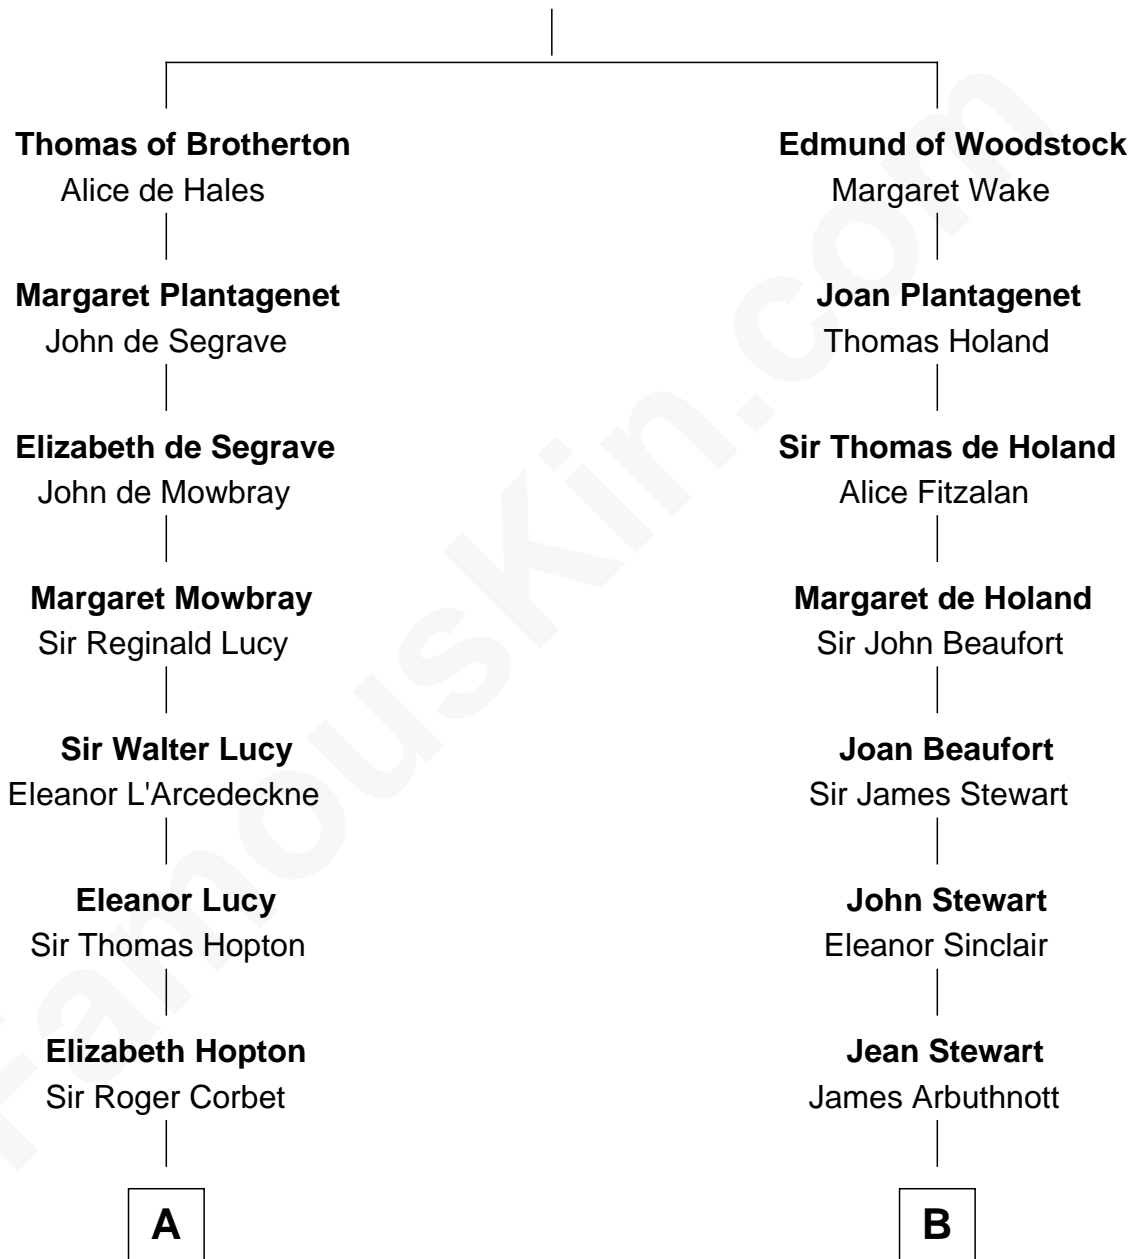 Thomas of Brotherton
Alice de Hales
Margaret Plantagenet
John de Segrave
Elizabeth de Segrave
John de Mowbray
Margaret Mowbray
Sir Reginald Lucy
Sir Walter Lucy
Eleanor L'Arcedeckne
Eleanor Lucy
Sir Thomas Hopton
Elizabeth Hopton
Sir Roger Corbet
A
Edmund of Woodstock
Margaret Wake
Joan Plantagenet
Thomas Holand
Sir Thomas de Holand
Alice Fitzalan
Margaret de Holand
Sir John Beaufort
Joan Beaufort
Sir James Stewart
John Stewart
Eleanor Sinclair
Jean Stewart
James Arbuthnott
B
FamousKin.com